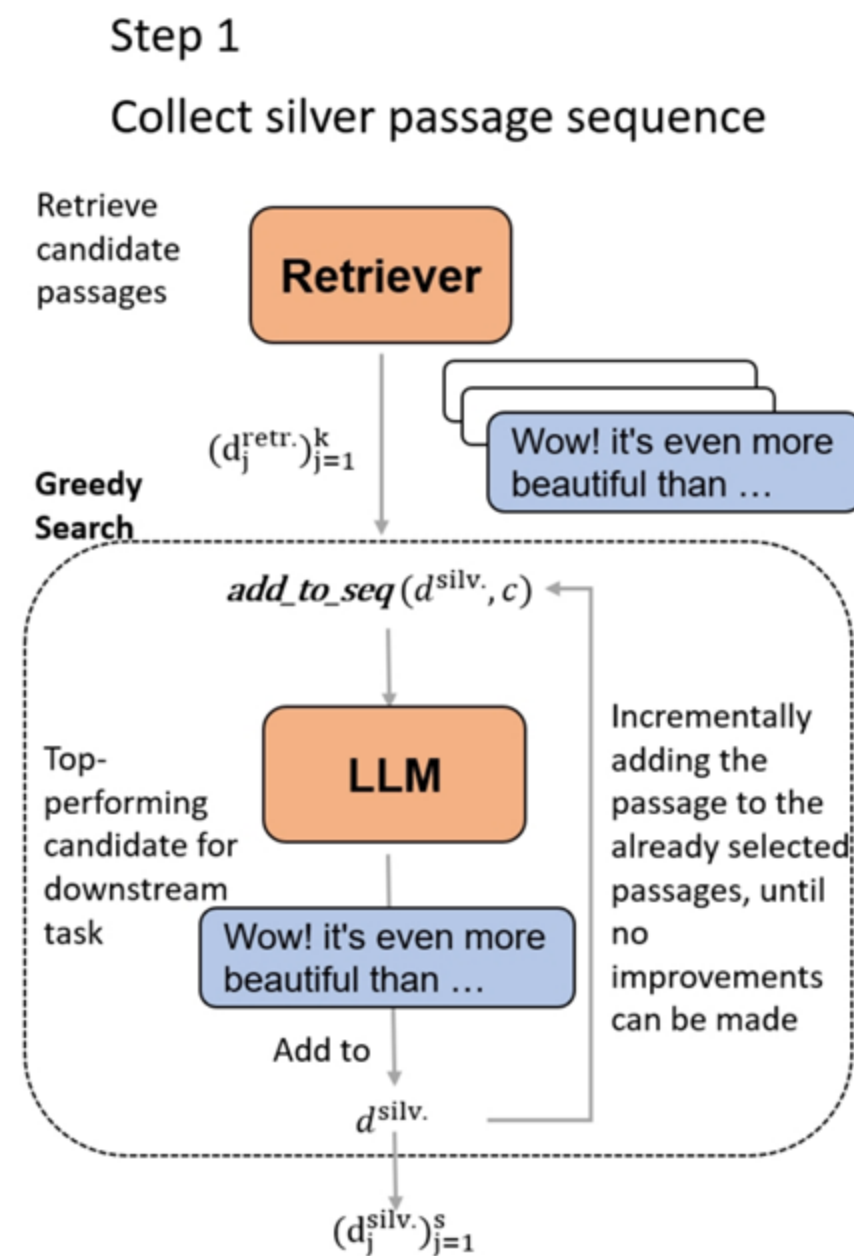 Step 1
Collect silver passage sequence
Retrieve
candidate
passages
Retriever
(d_j^{retr.})_{j=1}^{k}
Wow! it's even more
beautiful than …
Greedy
Search
add_to_seq(d^{silv.}, c)
Top-
performing
candidate for
downstream
task
LLM
Incrementally
adding the
passage to the
already selected
passages, until
no
improvements
can be made
Wow! it's even more
beautiful than …
Add to
d^{silv.}
(d_j^{silv.})_{j=1}^{s}